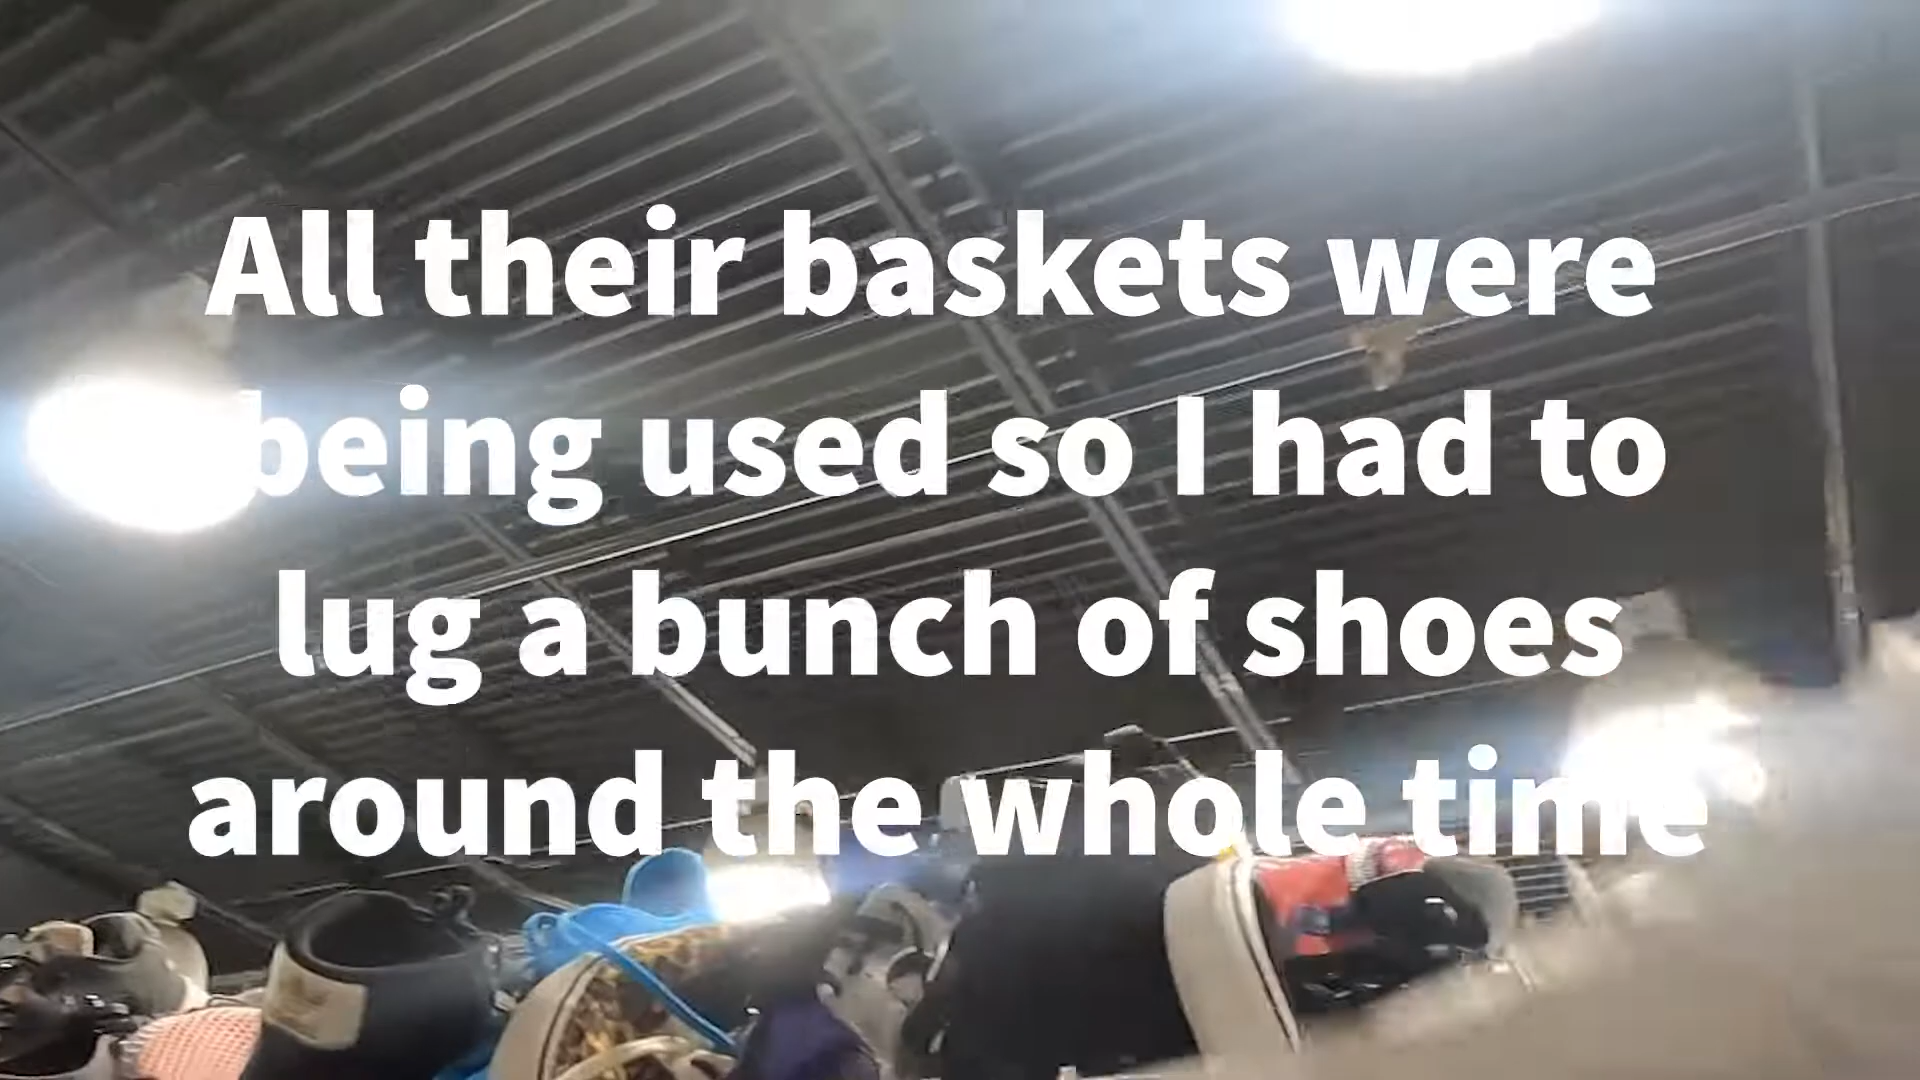 All their baskets were
being used so I had to
lug a bunch of shoes
around the whole time